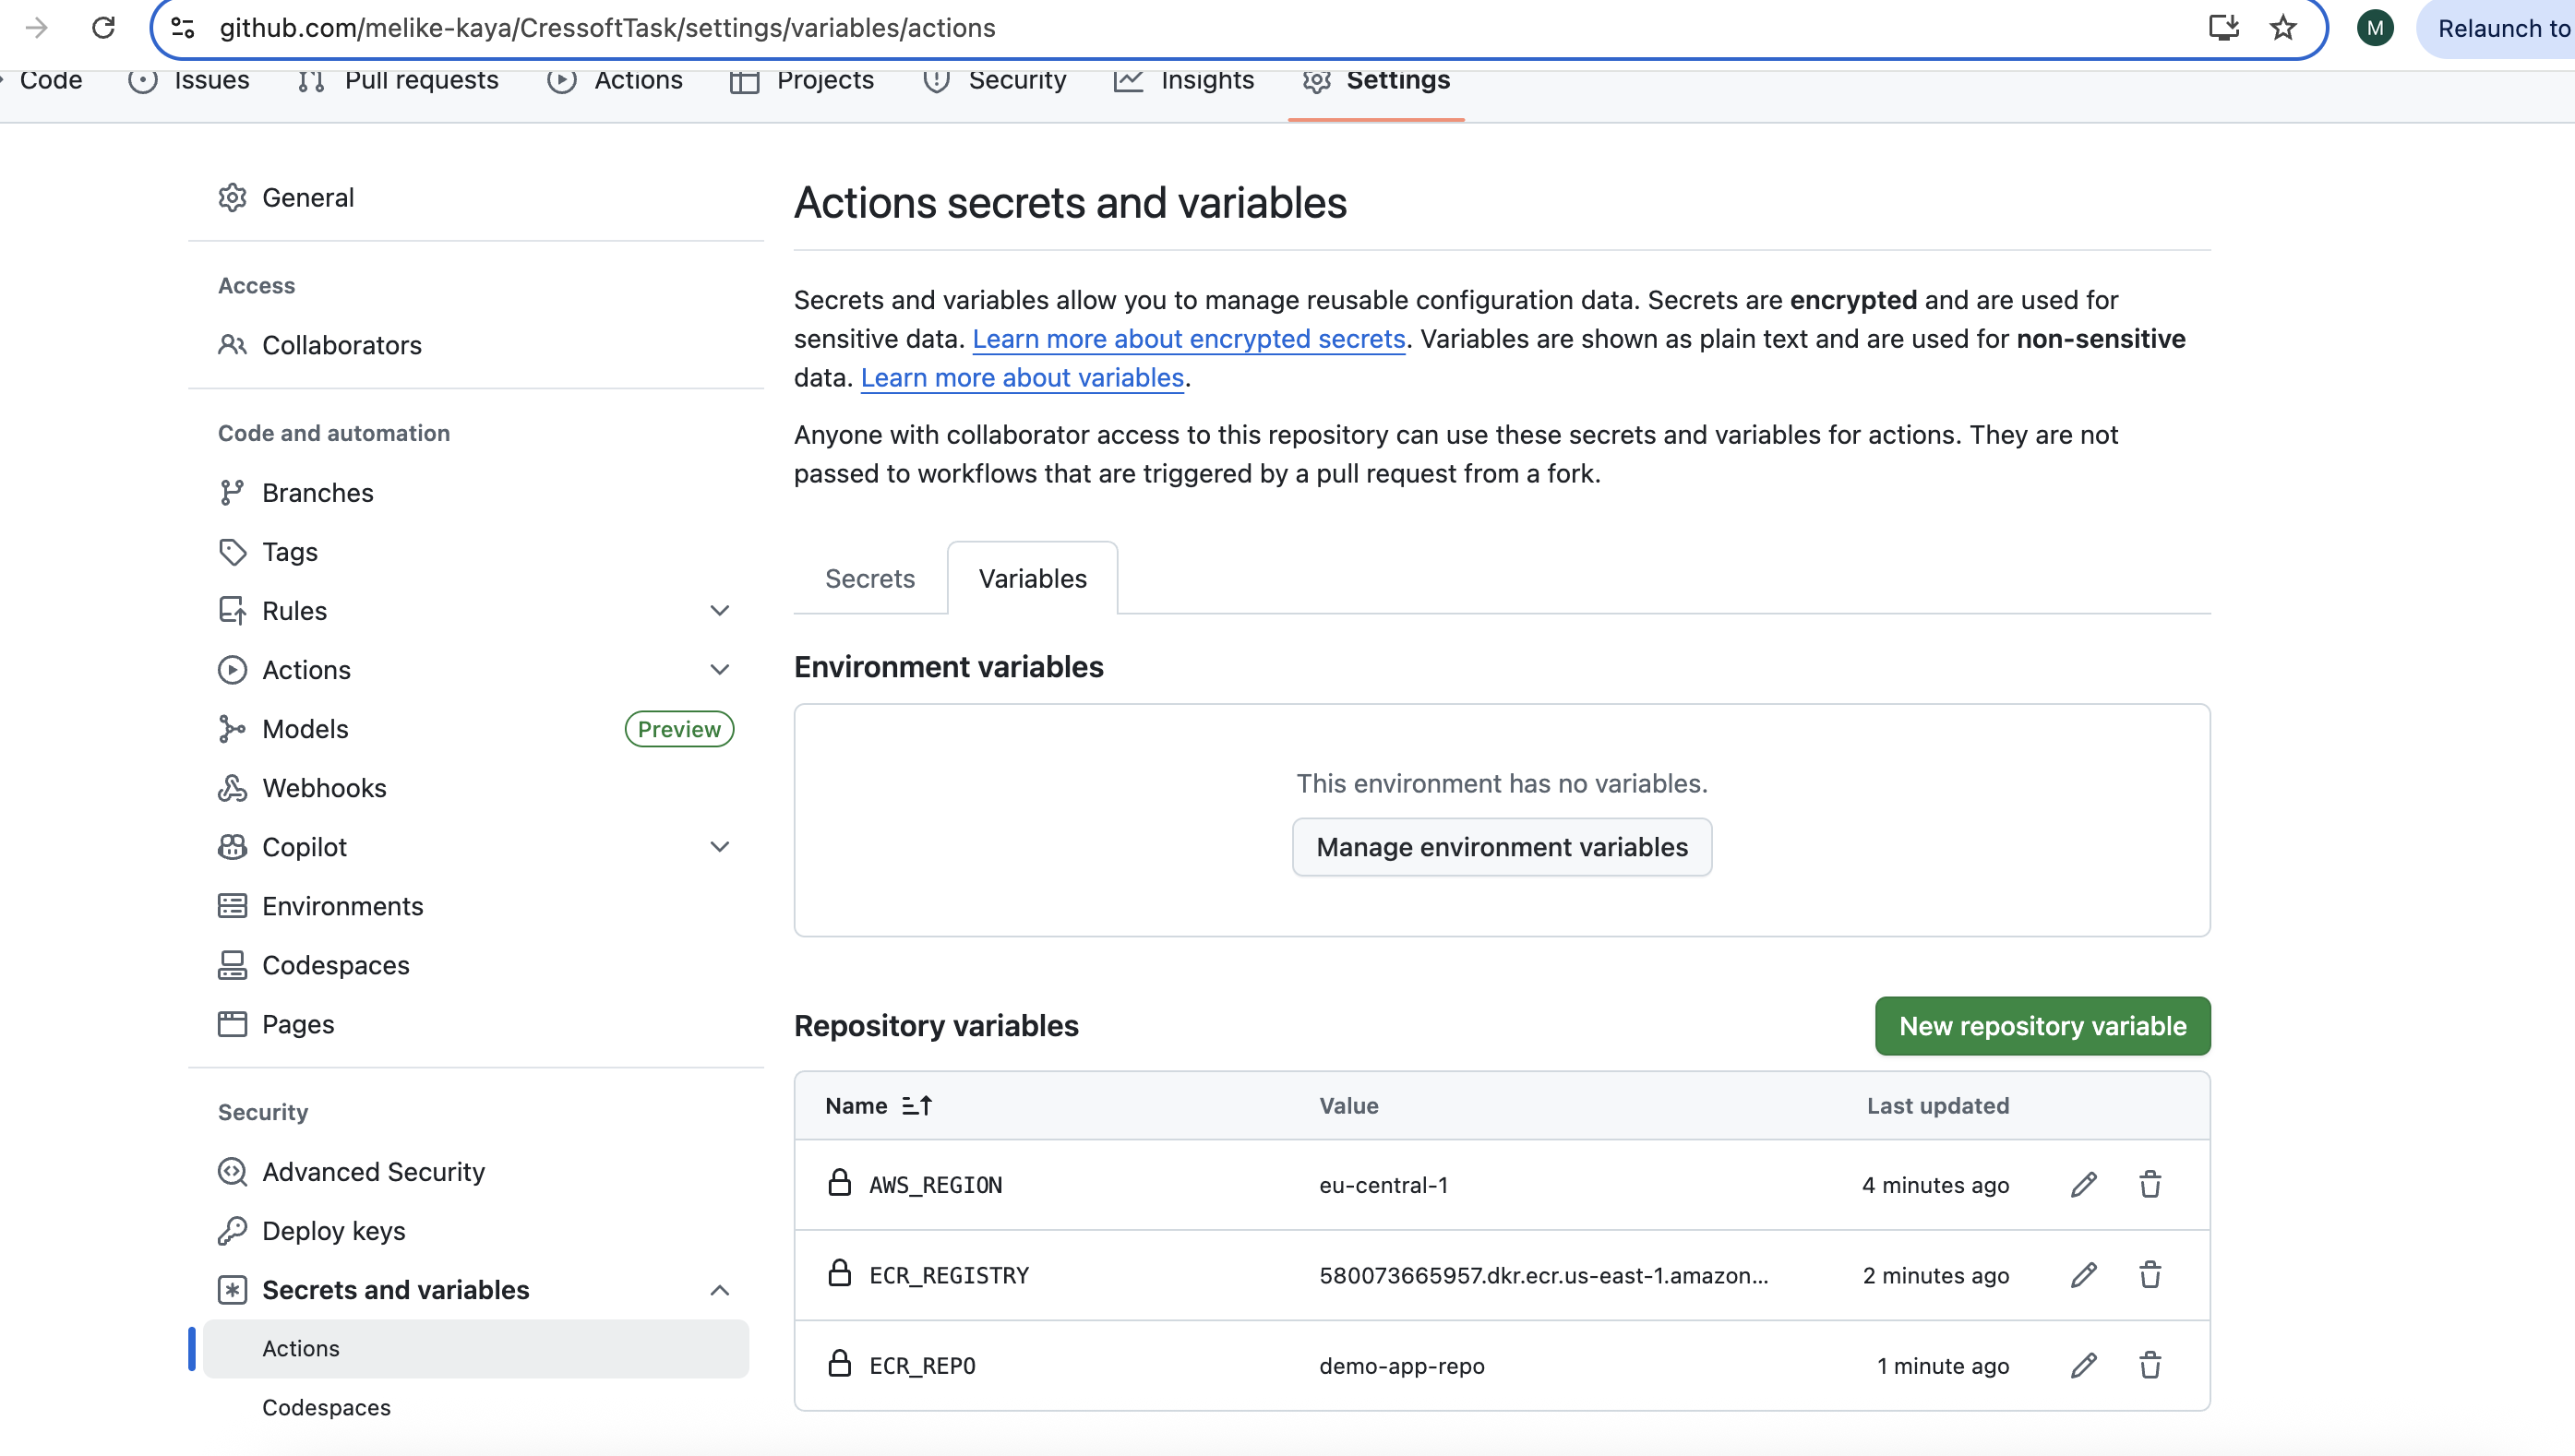 github.com/melike-kaya/CressoftTask/settings/variables/actions
M
Relaunch to
Code
Issues
Pull requests
Actions
Projects
Security
Insights
Settings
General
Access
Collaborators
Code and automation
Branches
Tags
Rules
Actions
Models
Preview
Webhooks
Copilot
Environments
Codespaces
Pages
Security
Advanced Security
Deploy keys
Secrets and variables
Actions
Codespaces
Actions secrets and variables
Secrets and variables allow you to manage reusable configuration data. Secrets are encrypted and are used for
sensitive data. Learn more about encrypted secrets. Variables are shown as plain text and are used for non-sensitive
data. Learn more about variables.
Anyone with collaborator access to this repository can use these secrets and variables for actions. They are not
passed to workflows that are triggered by a pull request from a fork.
Secrets
Variables
Environment variables
This environment has no variables.
Manage environment variables
Repository variables
New repository variable
Name Value Last updated
AWS_REGION eu-central-1 4 minutes ago
ECR_REGISTRY 580073665957.dkr.ecr.us-east-1.amazon... 2 minutes ago
ECR_REPO demo-app-repo 1 minute ago